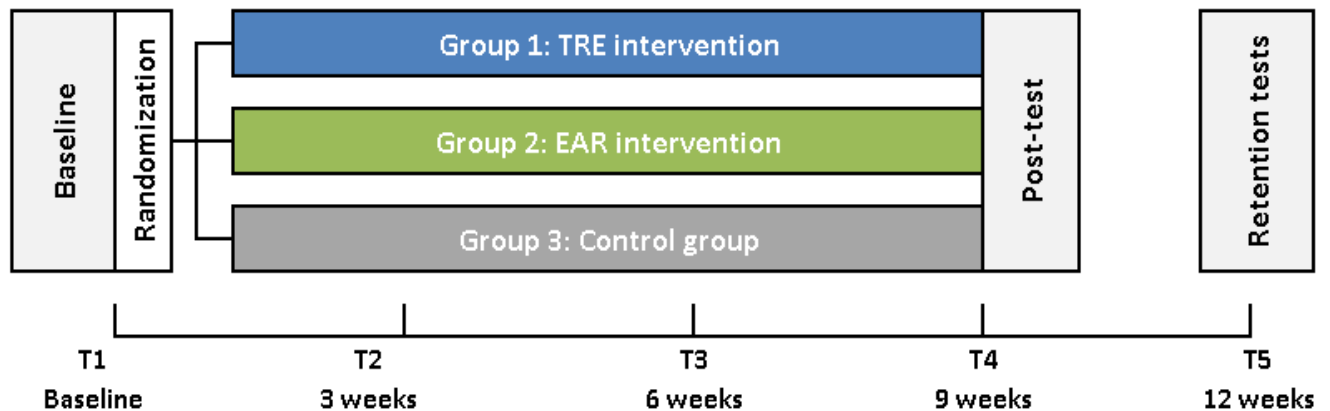 Baseline
Randomization
Group 1: TRE intervention
Group 2: EAR intervention
Group 3: Control group
Post-test
Retention tests
T1 T2 T3 T4 T5
Baseline 3 weeks 6 weeks 9 weeks 12 weeks